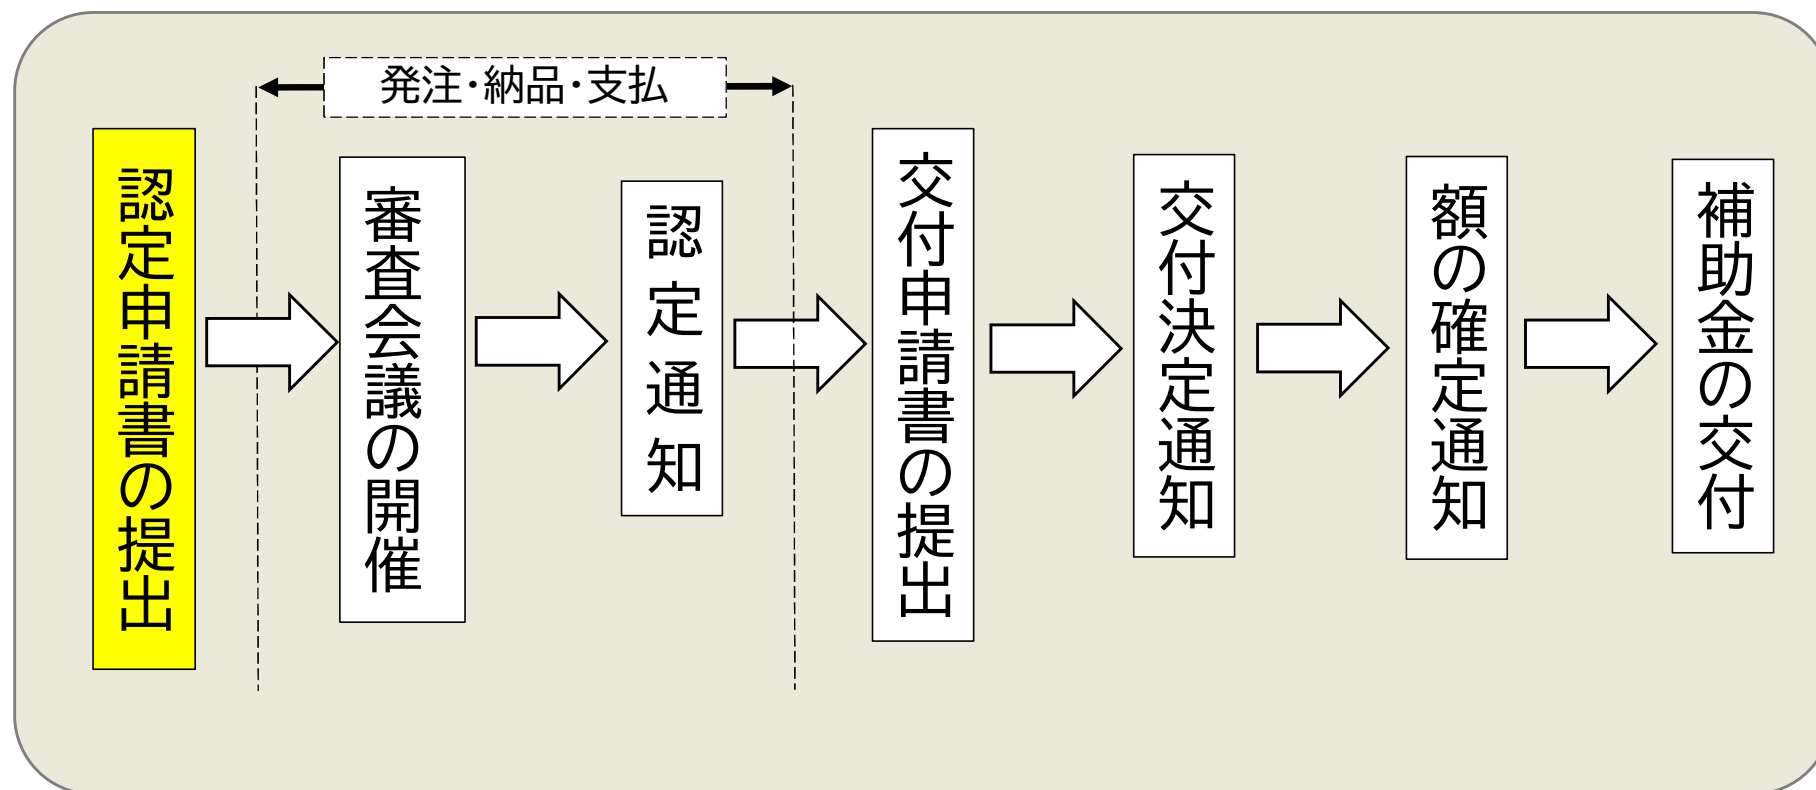 発注･納品･支払
認定申請書の提出
審査会議の開催
認定通知
交付申請書の提出
交付決定通知
額の確定通知
補助金の交付